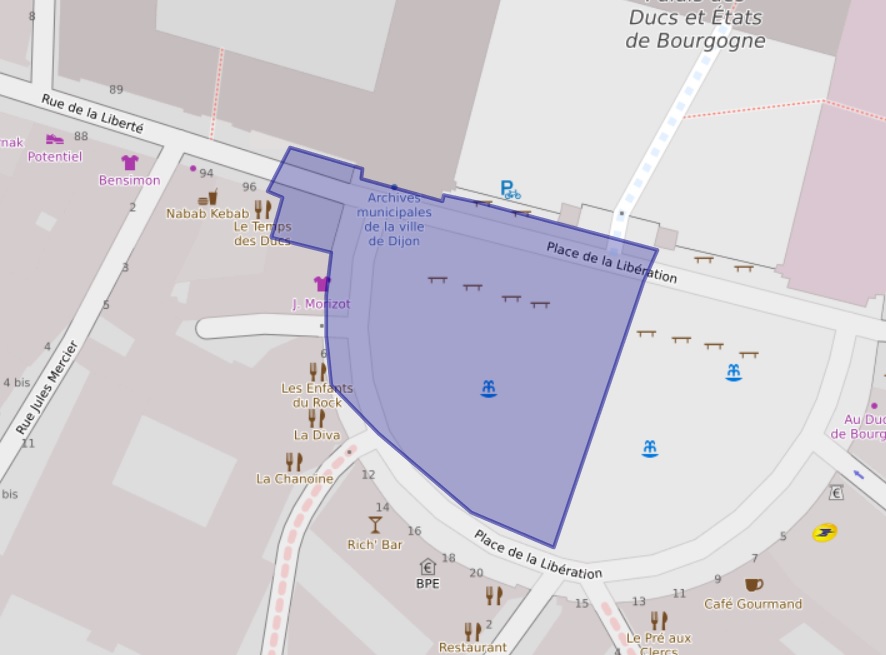 Palais des
Ducs et États
de Bourgogne
8
89
Rue de la Liberté
88
nak
Potentiel
Bensimon
94
96
2
Nabab Kebab
Le Temps
des Ducs
Archives
municipales
de la ville
de Dijon
P
Place de la Libération
3
5
J. Morizot
6
4
4 bis
Rue Jules Mercier
Les Enfants
du Rock
La Diva
11
bis
La Chanoine
12
14
16
Rich' Bar
18
20
BPE
Place de la Libération
Au Duc
de Bourg
€
5
7
9
11
13
15
Café Gourmand
2
Restaurant
4
Le Pré aux
Clercs